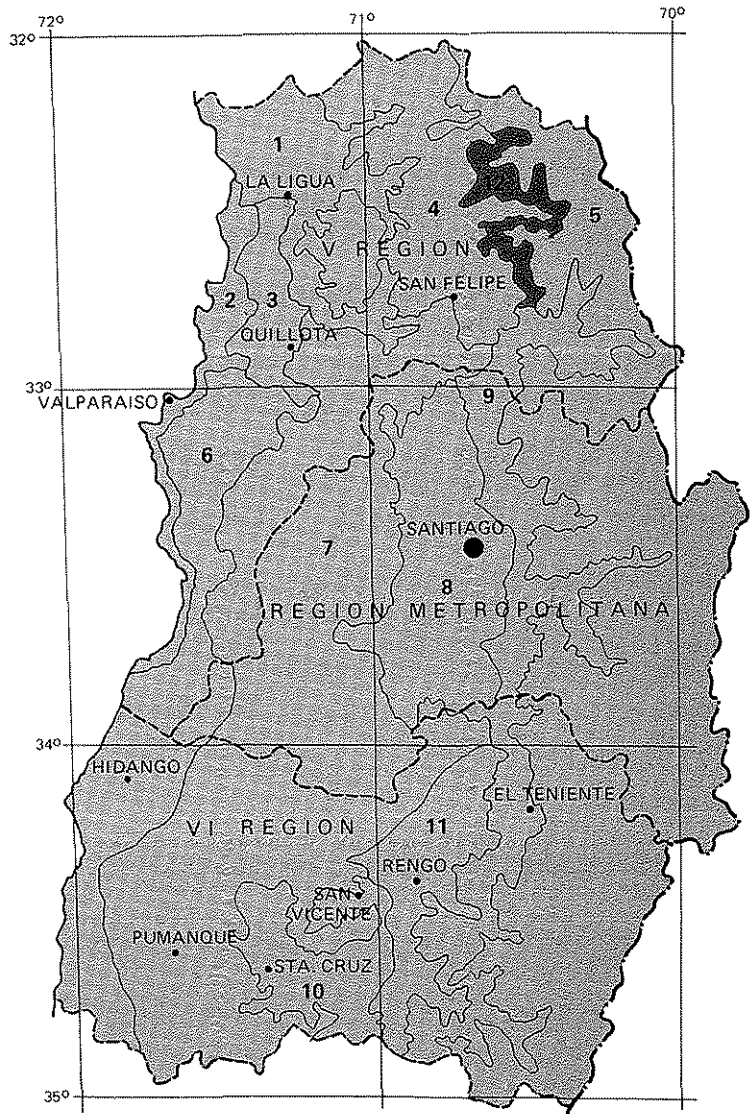 72°
71°
70°
32°
1
LA LIGUA
12
4
5
V REGION
2
3
SAN FELIPE
QUILLOTA
33°
9
VALPARAISO
6
SANTIAGO
7
8
REGION METROPOLITANA
34°
HIDANGO
EL TENIENTE
VI REGION
11
RENGO
SAN
VICENTE
PUMANQUE
STA. CRUZ
10
35°